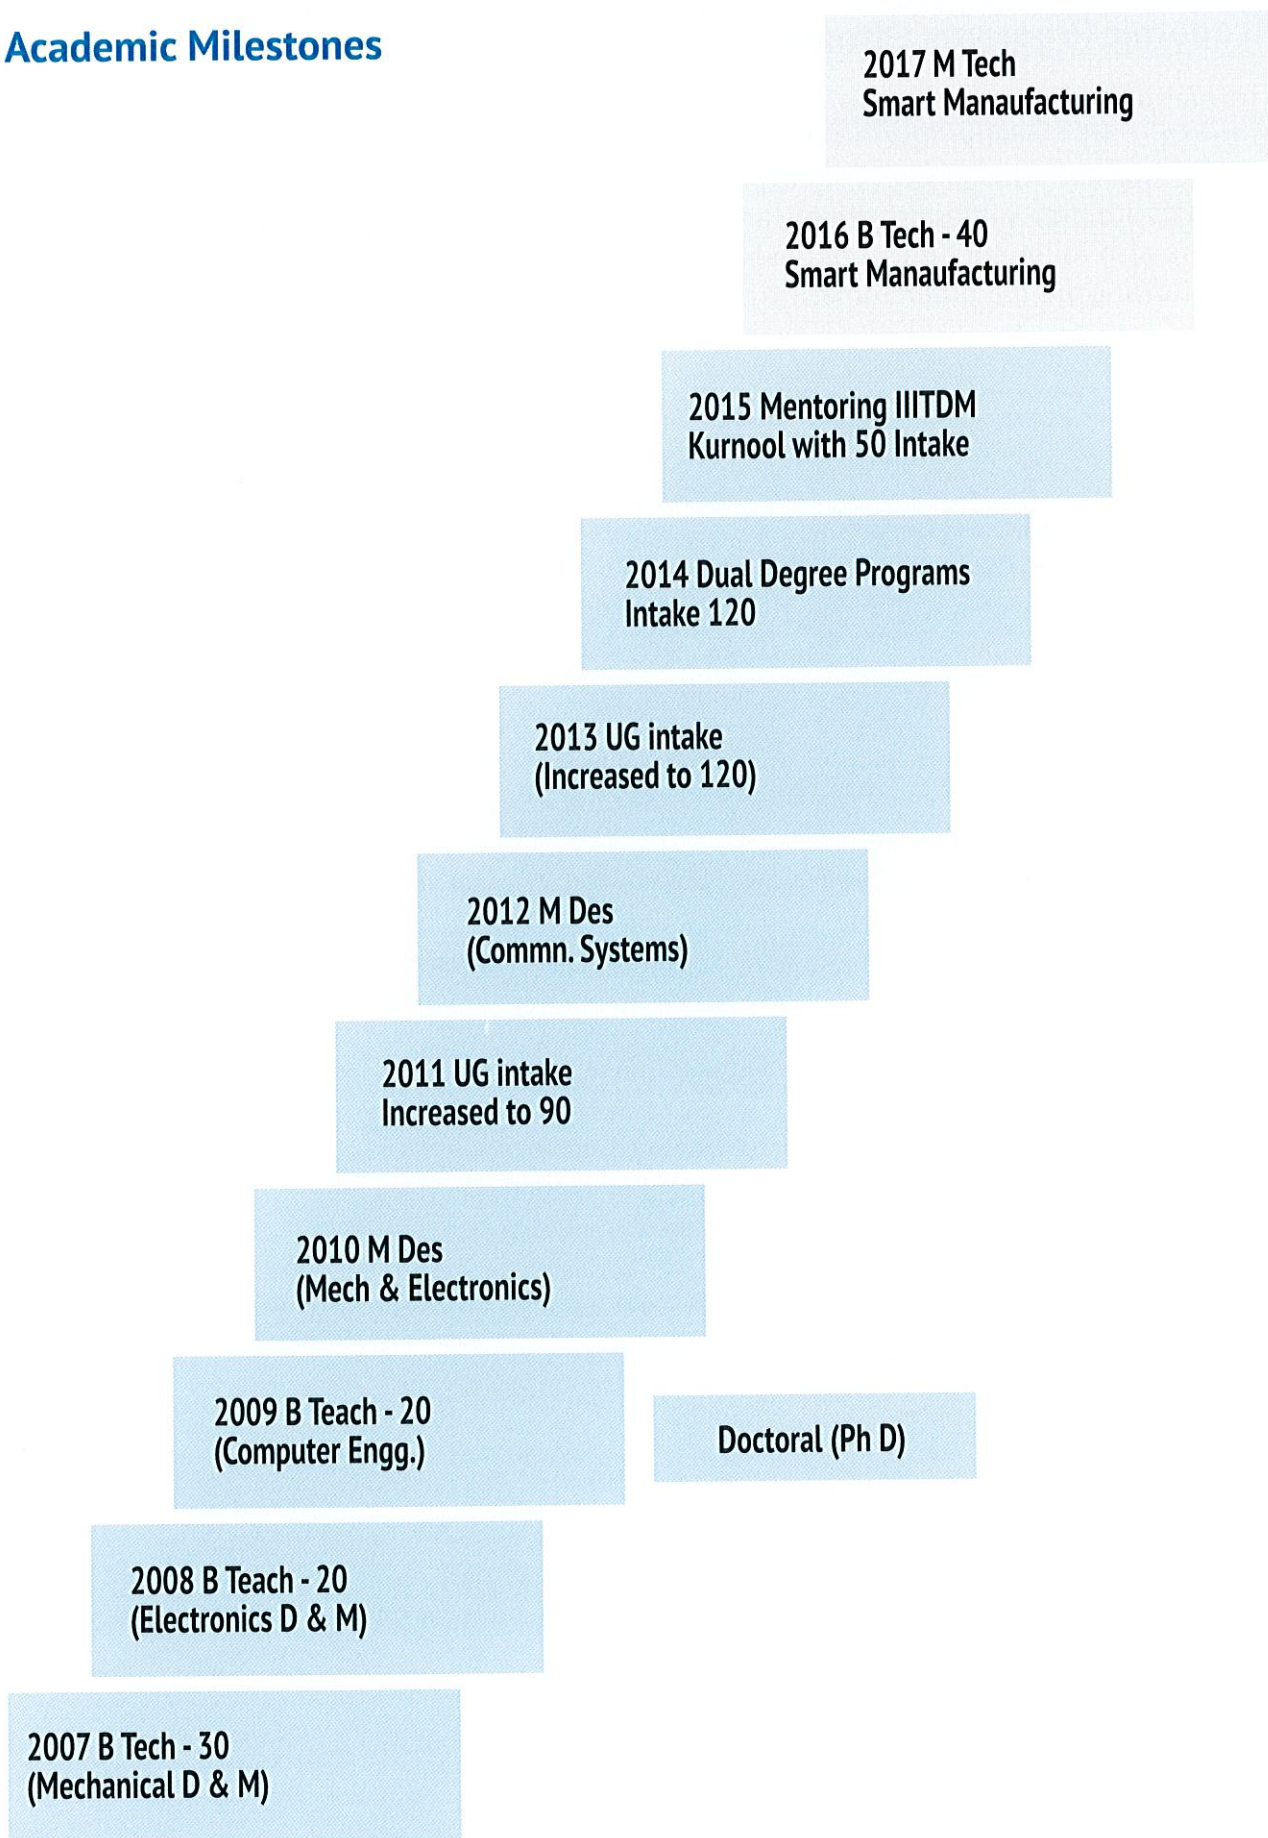 Academic Milestones
2017 M Tech
Smart Manaufacturing
2016 B Tech - 40
Smart Manaufacturing
2015 Mentoring IIITDM
Kurnool with 50 Intake
2014 Dual Degree Programs
Intake 120
2013 UG intake
(Increased to 120)
2012 M Des
(Commn. Systems)
2011 UG intake
Increased to 90
2010 M Des
(Mech & Electronics)
2009 B Teach - 20
(Computer Engg.)
Doctoral (Ph D)
2008 B Teach - 20
(Electronics D & M)
2007 B Tech - 30
(Mechanical D & M)